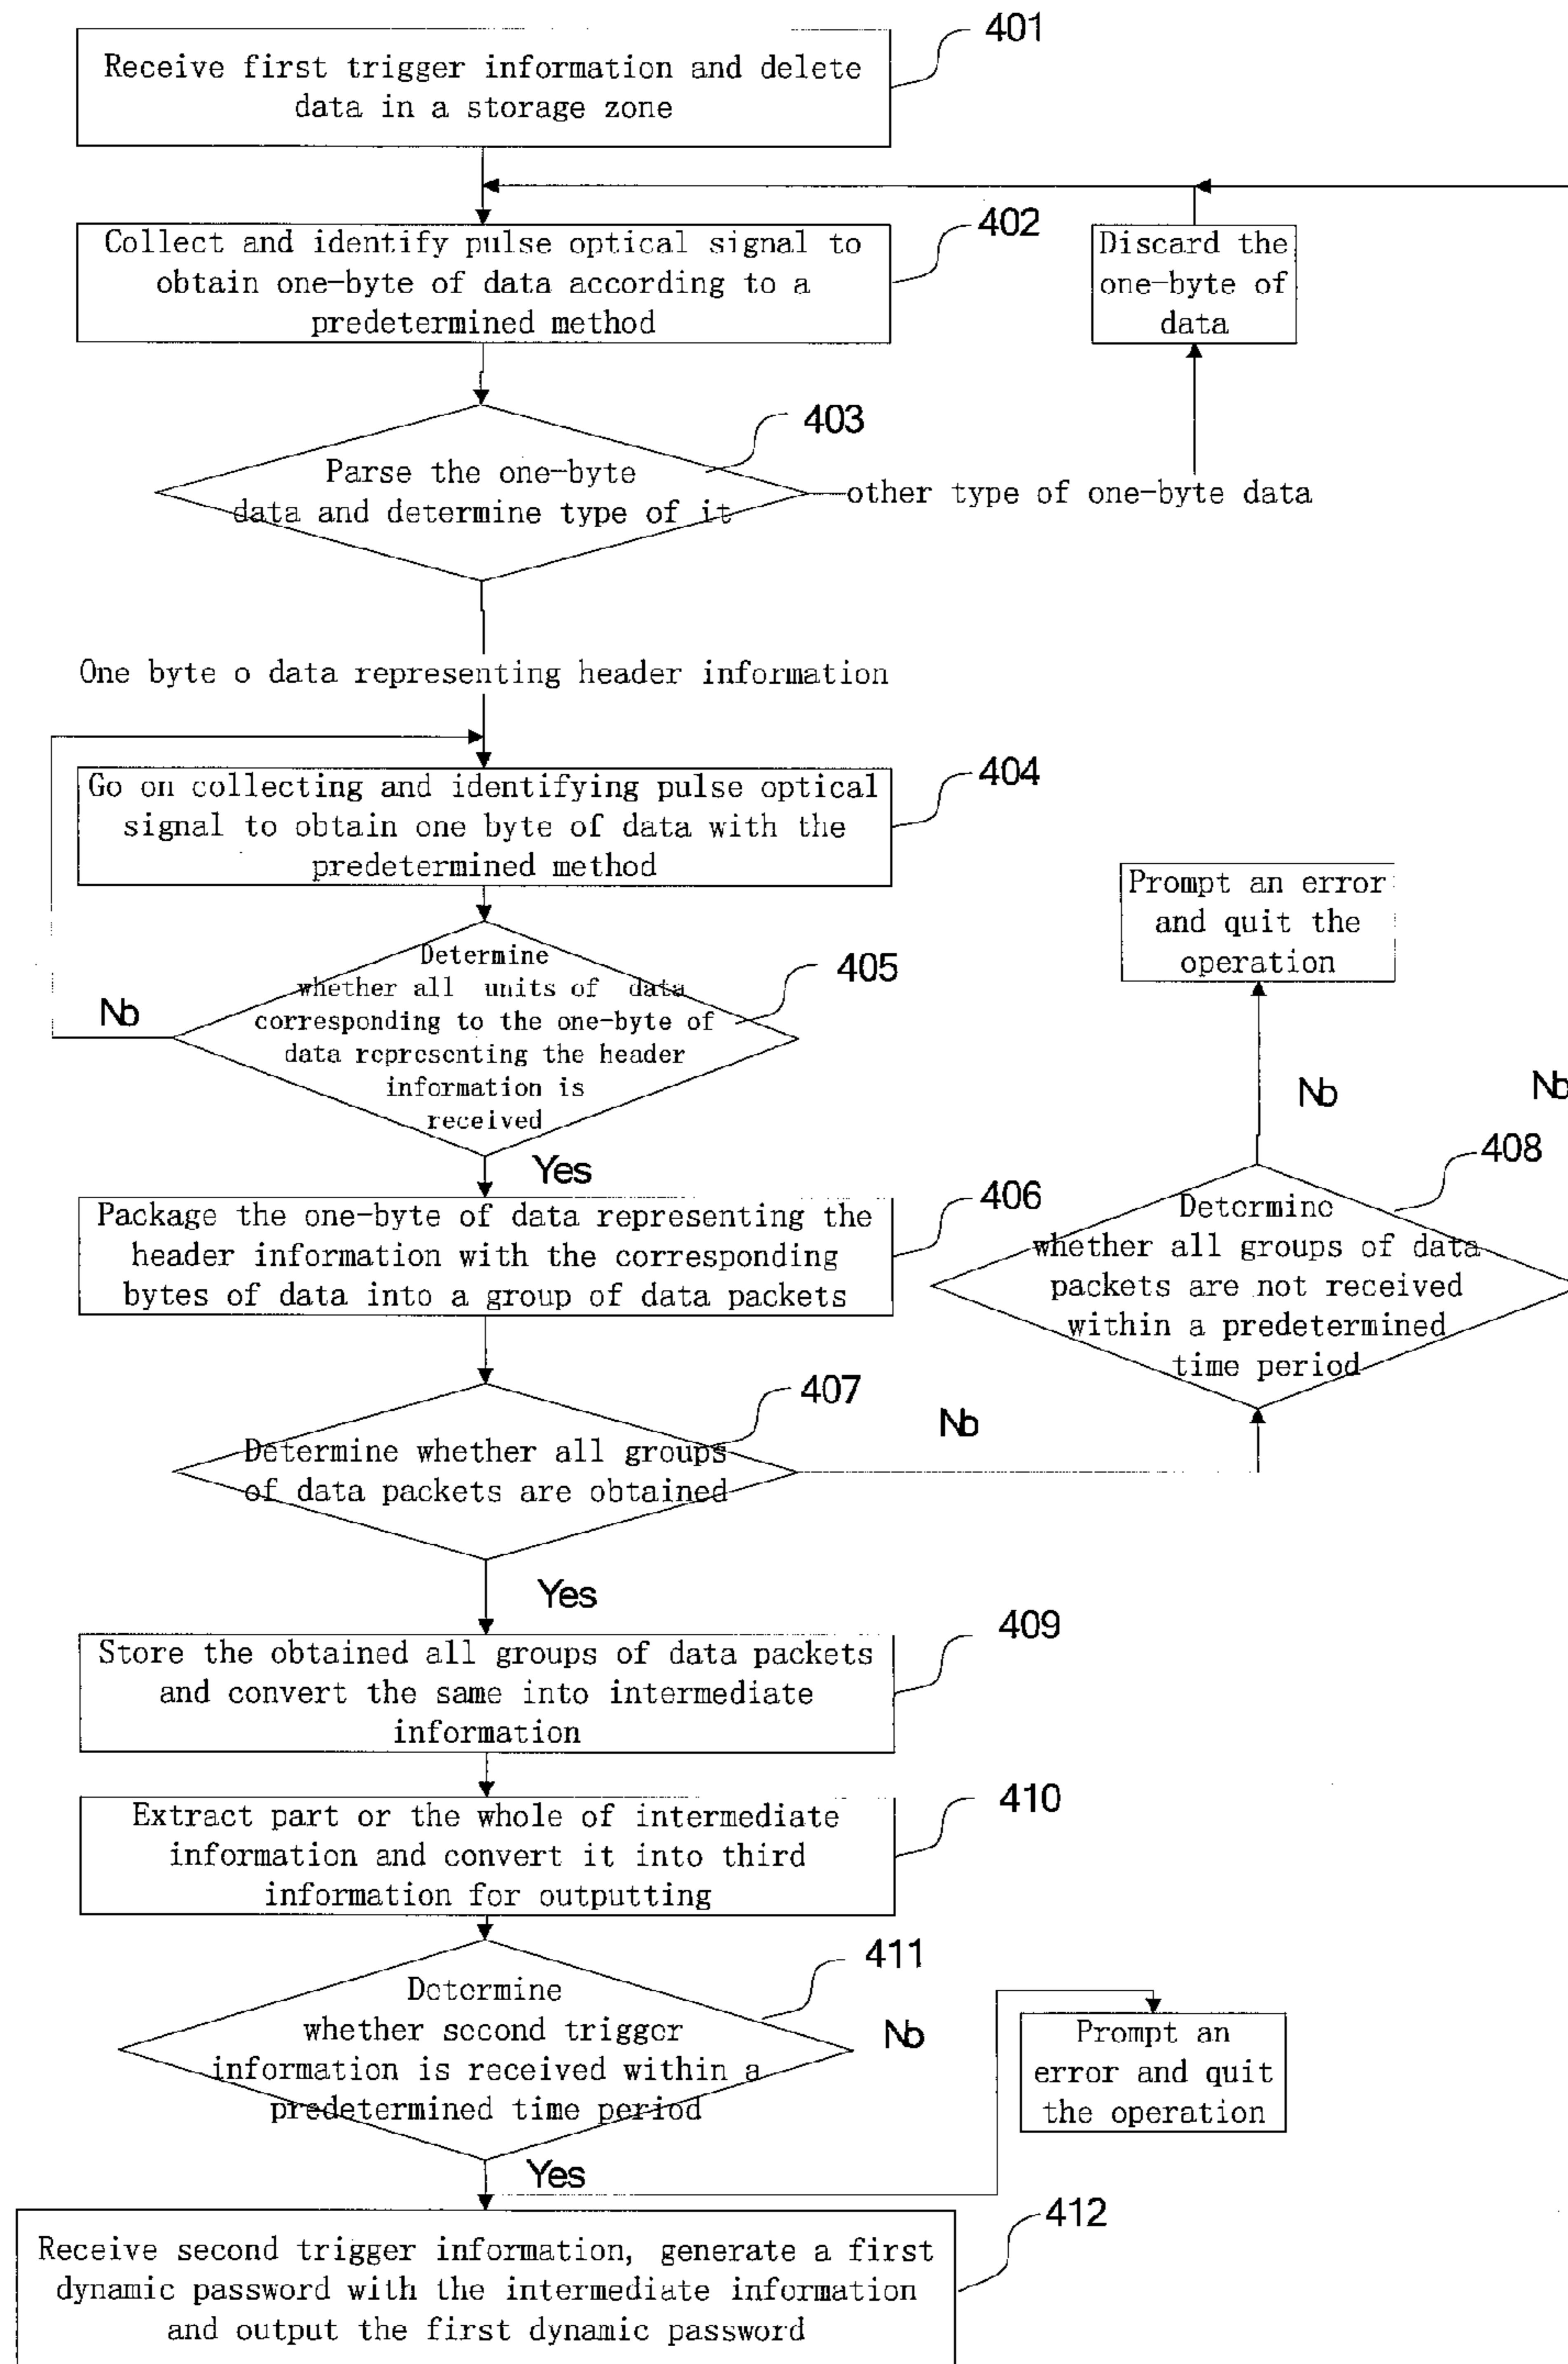 401
Receive first trigger information and delete
data in a storage zone
402
Collect and identify pulse optical signal to
obtain one-byte of data according to a
predetermined method
Discard the
one-byte of
data
403
Parse the one-byte
data and determine type of it
other type of one-byte data
One byte o data representing header information
404
Go on collecting and identifying pulse optical
signal to obtain one byte of data with the
predetermined method
Prompt an error
and quit the
operation
405
Determine
whether all units of data
corresponding to the one-byte of
data representing the header
information is
received
No
Yes
No
No
408
Determine
whether all groups of data
packets are not received
within a predetermined
time period
406
Package the one-byte of data representing the
header information with the corresponding
bytes of data into a group of data packets
407
Determine whether all groups
of data packets are obtained
No
Yes
409
Store the obtained all groups of data packets
and convert the same into intermediate
information
410
Extract part or the whole of intermediate
information and convert it into third
information for outputting
411
Determine
whether second trigger
information is received within a
predetermined time period
No
Prompt an
error and quit
the operation
Yes
412
Receive second trigger information, generate a first
dynamic password with the intermediate information
and output the first dynamic password